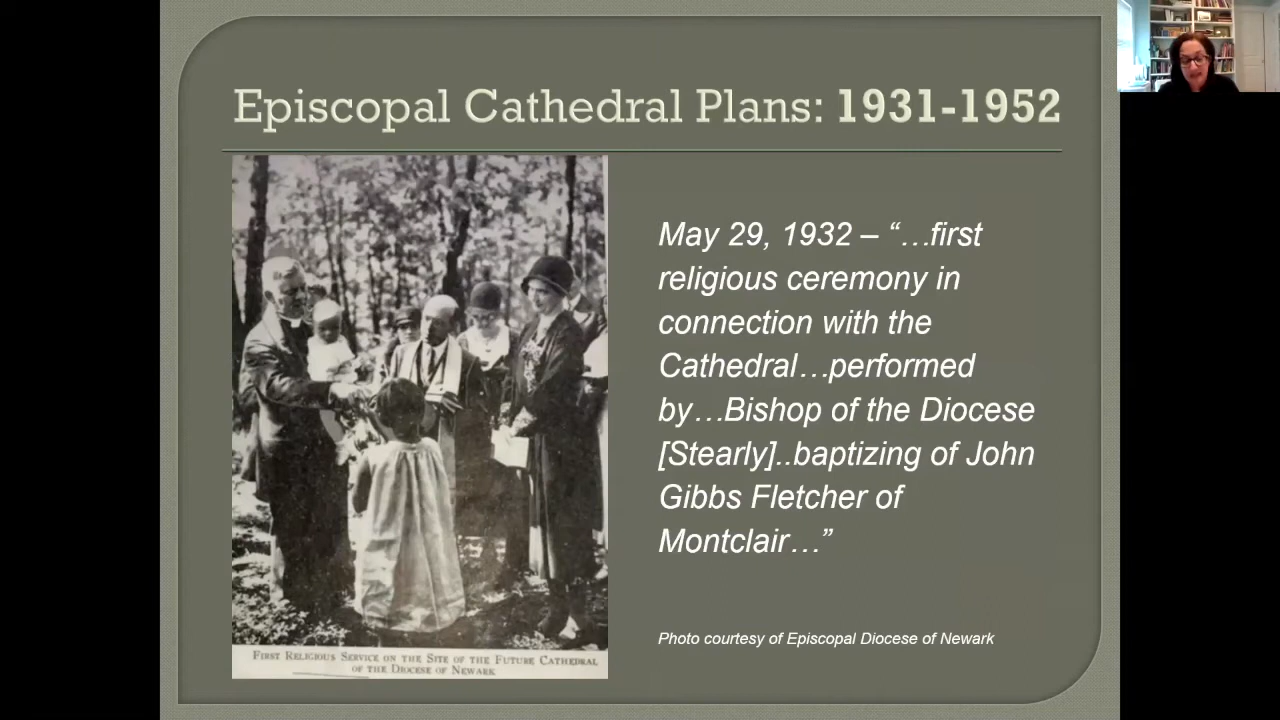 Episcopal Cathedral Plans: 1931-1952
May 29, 1932 – “…first
religious ceremony in
connection with the
Cathedral…performed
by…Bishop of the Diocese
[Stearly]..baptizing of John
Gibbs Fletcher of
Montclair…”
Photo courtesy of Episcopal Diocese of Newark
First Religious Service on the Site of the Future Cathedral
of the Diocese of Newark